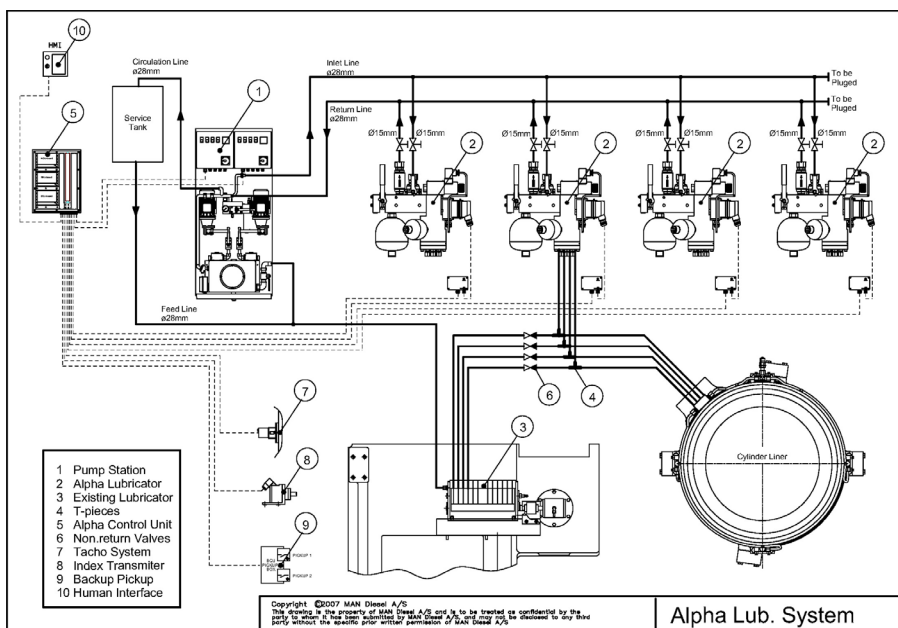 10
HMI
Circulation Line
ø28mm
Inlet Line
ø28mm
To be
Pluged
Return Line
ø28mm
To be
Pluged
5
Service
Tank
1
Ø15mm
Ø15mm
Ø15mm
Ø15mm
Ø15mm
Ø15mm
Ø15mm
Ø15mm
2
2
2
2
Feed Line
ø28mm
6
4
7
3
Cylinder Liner
8
9
PICKUP 1
PICKUP 2
1 Pump Station
2 Alpha Lubricator
3 Existing Lubricator
4 T-pieces
5 Alpha Control Unit
6 Non.return Valves
7 Tacho System
8 Index Transmiter
9 Backup Pickup
10 Human Interface
Copyright ©2007 MAN Diesel A/S
This drawing is the property of MAN Diesel A/S and is to be treated as confidential by the
party to whom it has been submitted by MAN Diesel A/S, and may not be disclosed to any third
party without the specific prior written permission of MAN Diesel A/S
Alpha Lub. System